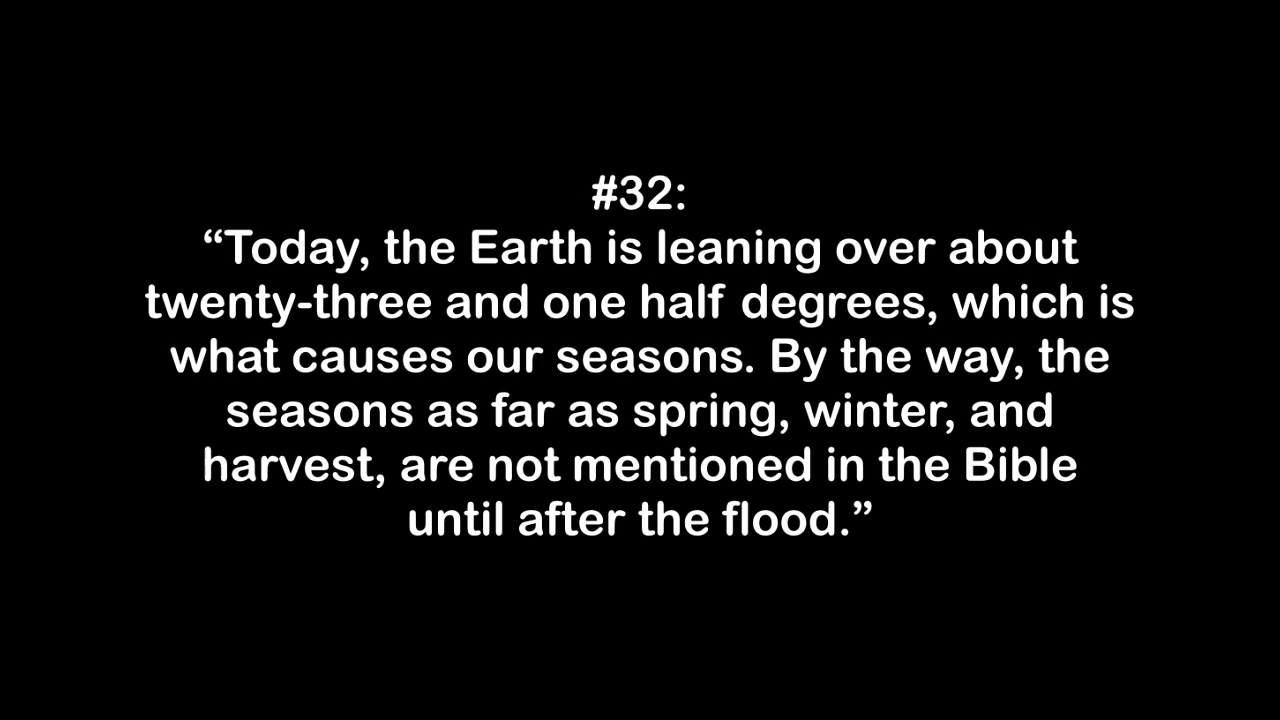 #32:
“Today, the Earth is leaning over about
twenty-three and one half degrees, which is
what causes our seasons. By the way, the
seasons as far as spring, winter, and
harvest, are not mentioned in the Bible
until after the flood.”